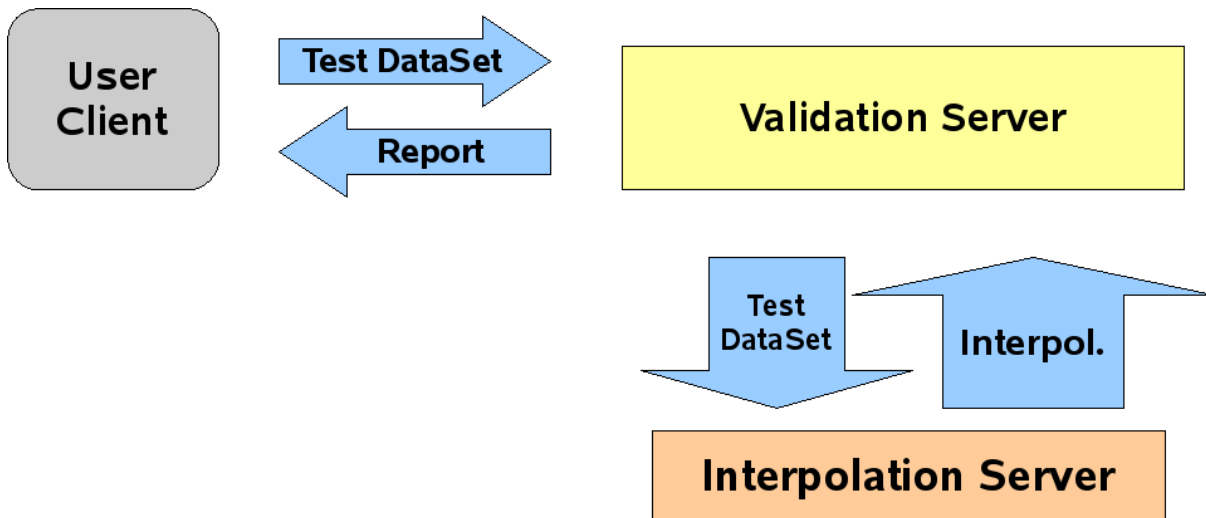 User
Client
Test DataSet
Report
Validation Server
Test
DataSet
Interpol.
Interpolation Server